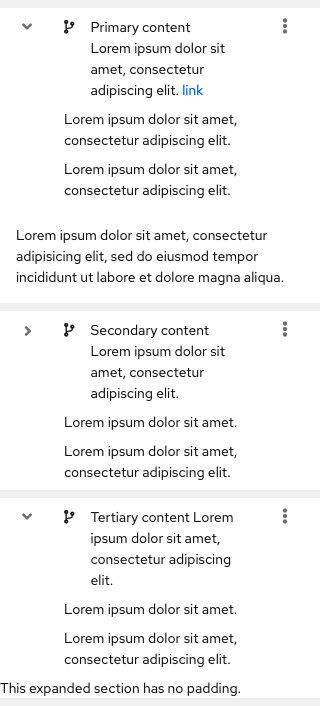 Primary content
Lorem ipsum dolor sit
amet, consectetur
adipiscing elit. link
Lorem ipsum dolor sit amet,
consectetur adipiscing elit.
Lorem ipsum dolor sit amet,
consectetur adipiscing elit.
Lorem ipsum dolor sit amet, consectetur
adipisicing elit, sed do eiusmod tempor
incididunt ut labore et dolore magna aliqua.
Secondary content
Lorem ipsum dolor sit
amet, consectetur
adipiscing elit.
Lorem ipsum dolor sit amet.
Lorem ipsum dolor sit amet,
consectetur adipiscing elit.
Tertiary content Lorem
ipsum dolor sit amet,
consectetur adipiscing
elit.
Lorem ipsum dolor sit amet.
Lorem ipsum dolor sit amet,
consectetur adipiscing elit.
This expanded section has no padding.